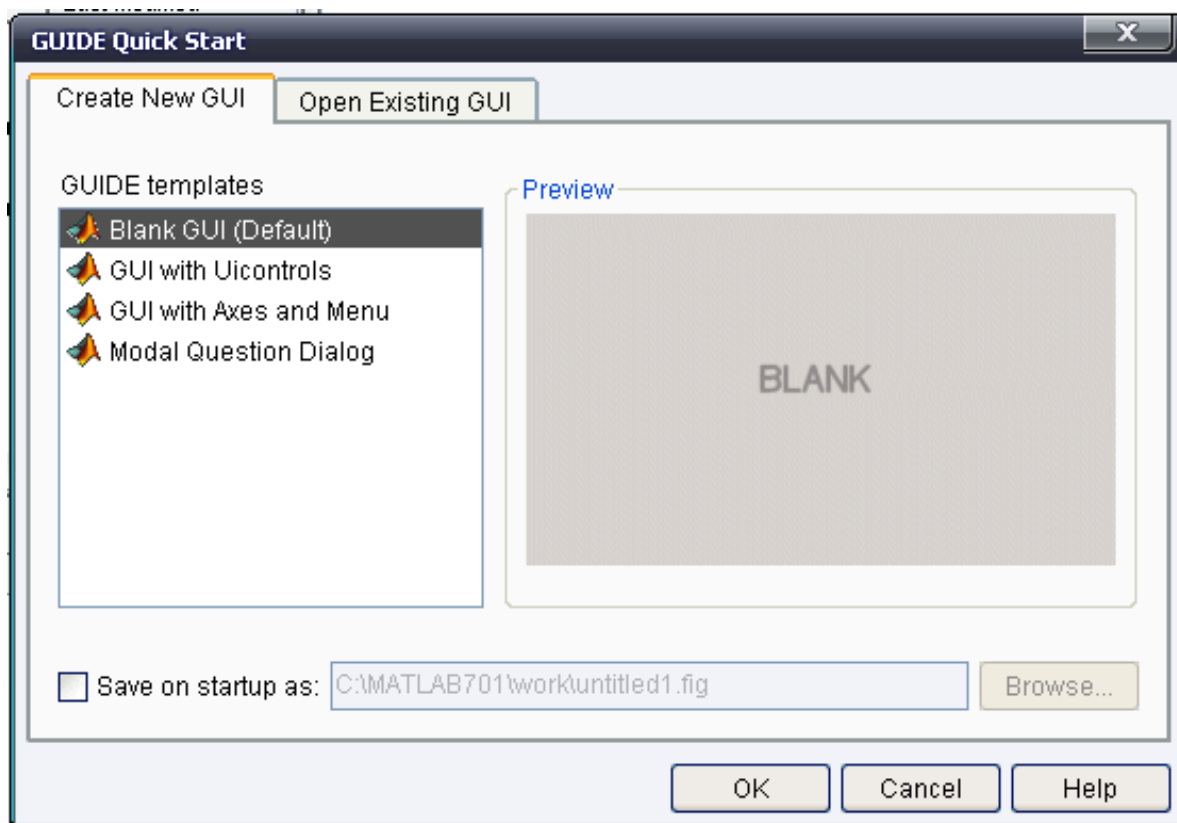 GUIDE Quick Start
Create New GUI
Open Existing GUI
GUIDE templates
Blank GUI (Default)
GUI with Uicontrols
GUI with Axes and Menu
Modal Question Dialog
Preview
BLANK
Save on startup as:
C:\MATLAB701\work\untitled1.fig
Browse...
OK
Cancel
Help